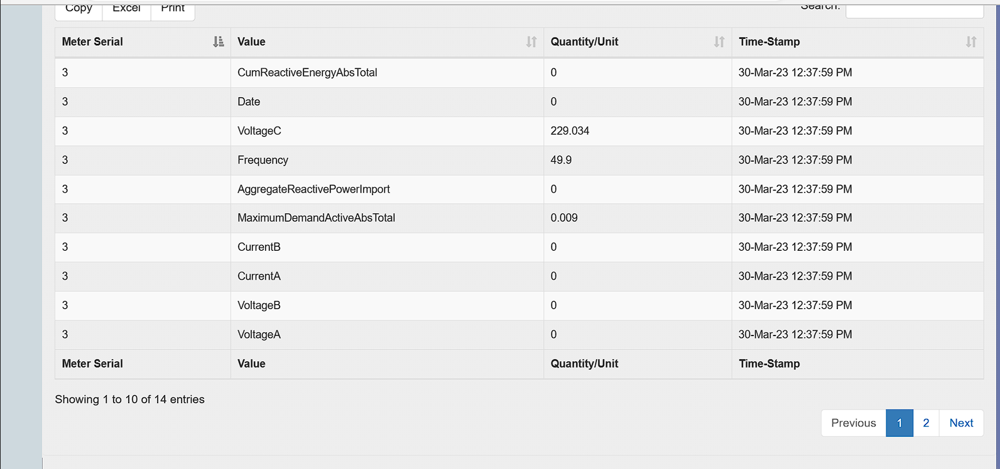 Copy Excel Print Search:
Meter Serial Value Quantity/Unit Time-Stamp
3 CumReactiveEnergyAbsTotal 0 30-Mar-23 12:37:59 PM
3 Date 0 30-Mar-23 12:37:59 PM
3 VoltageC 229.034 30-Mar-23 12:37:59 PM
3 Frequency 49.9 30-Mar-23 12:37:59 PM
3 AggregateReactivePowerImport 0 30-Mar-23 12:37:59 PM
3 MaximumDemandActiveAbsTotal 0.009 30-Mar-23 12:37:59 PM
3 CurrentB 0 30-Mar-23 12:37:59 PM
3 CurrentA 0 30-Mar-23 12:37:59 PM
3 VoltageB 0 30-Mar-23 12:37:59 PM
3 VoltageA 0 30-Mar-23 12:37:59 PM
Meter Serial Value Quantity/Unit Time-Stamp
Showing 1 to 10 of 14 entries
Previous 1 2 Next